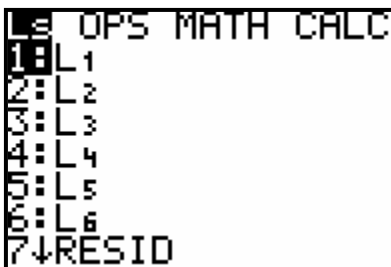 Ls OPS MATH CALC
1:L₁
2:L₂
3:L₃
4:L₄
5:L₅
6:L₆
7↓RESID